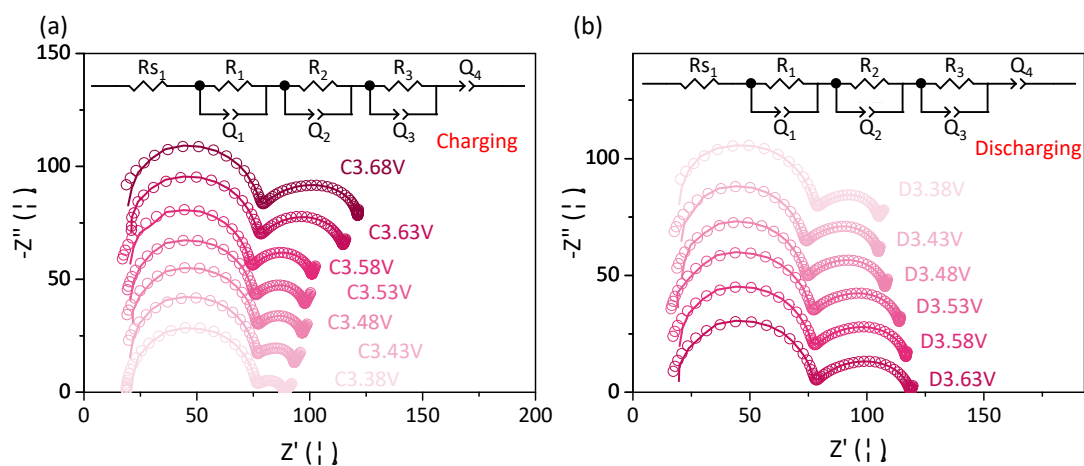 (a)
150
100
50
0
-Z" (¦ )
Rs1 R1 R2 R3 Q4
Q1 Q2 Q3
Charging
C3.68V
C3.63V
C3.58V
C3.53V
C3.48V
C3.43V
C3.38V
0 50 100 150 200
Z' (¦ )
(b)
100
50
0
-Z" (¦ )
Rs1 R1 R2 R3 Q4
Q1 Q2 Q3
Discharging
D3.38V
D3.43V
D3.48V
D3.53V
D3.58V
D3.63V
0 50 100 150
Z' (¦ )